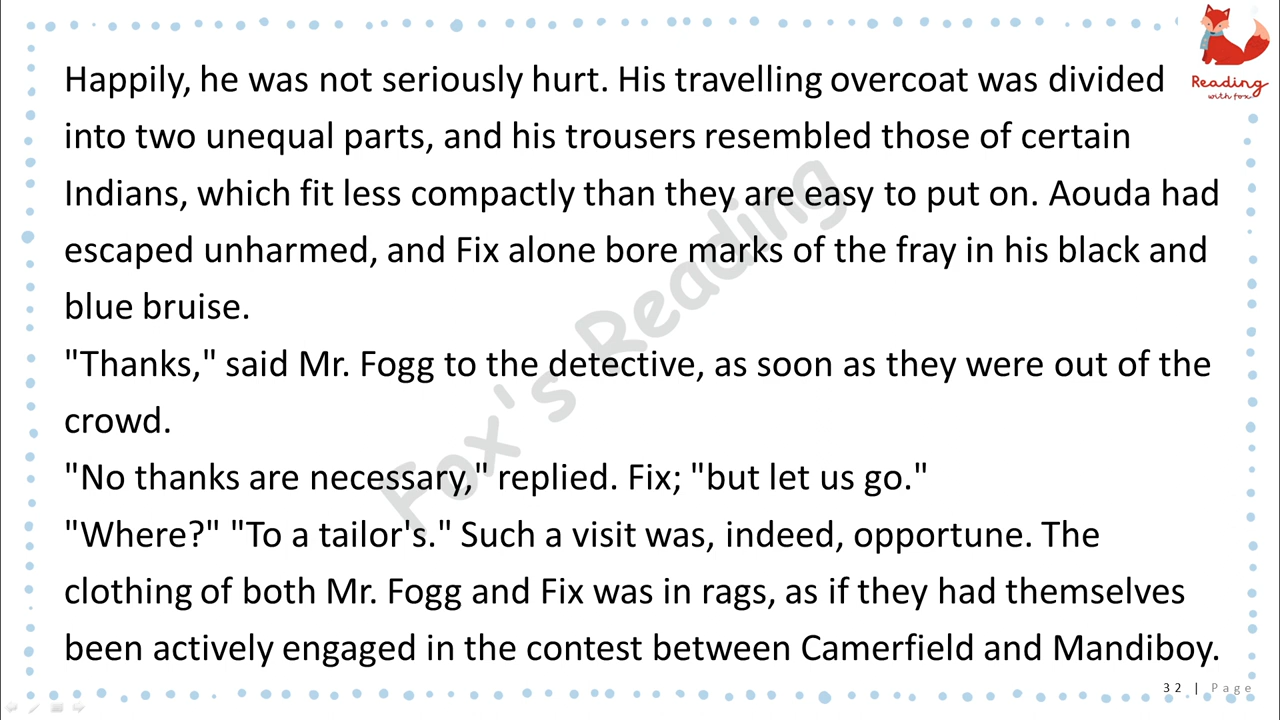 Reading
with fox
Happily, he was not seriously hurt. His travelling overcoat was divided
into two unequal parts, and his trousers resembled those of certain
Indians, which fit less compactly than they are easy to put on. Aouda had
escaped unharmed, and Fix alone bore marks of the fray in his black and
blue bruise.
"Thanks," said Mr. Fogg to the detective, as soon as they were out of the
crowd.
"No thanks are necessary," replied. Fix; "but let us go."
"Where?" "To a tailor's." Such a visit was, indeed, opportune. The
clothing of both Mr. Fogg and Fix was in rags, as if they had themselves
been actively engaged in the contest between Camerfield and Mandiboy.
Fox's Reading
32 | Page